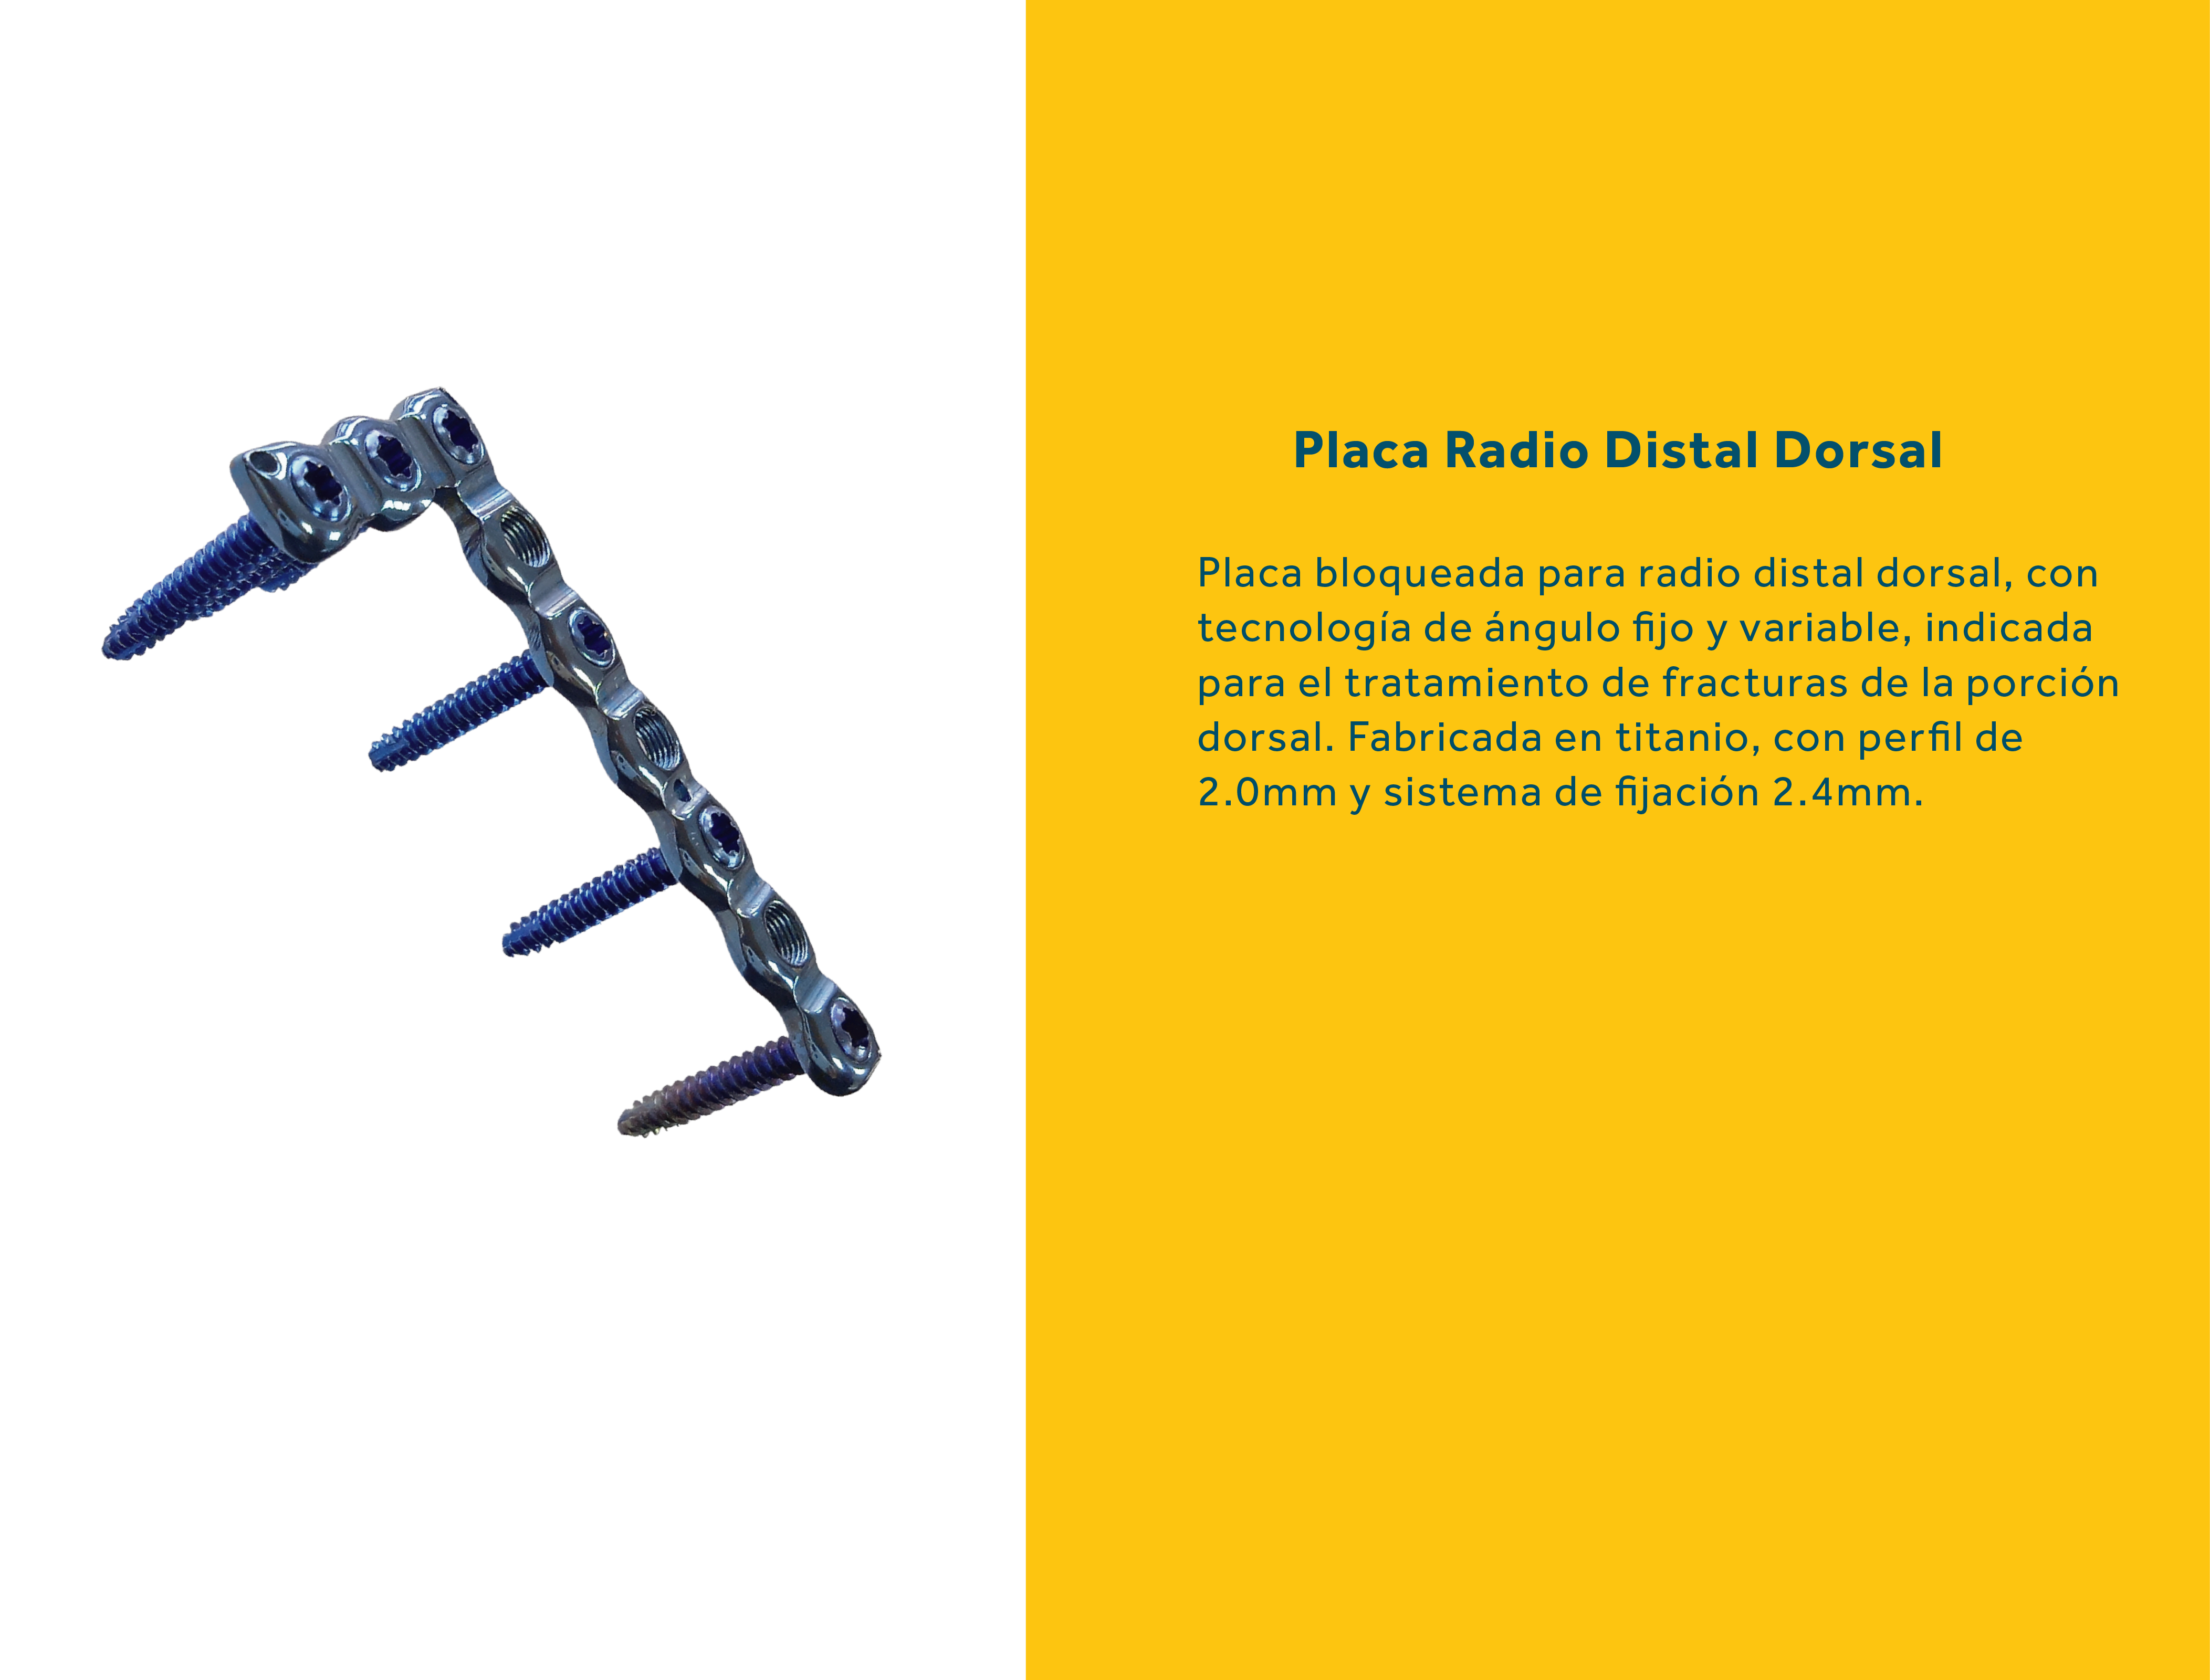 Placa Radio Distal Dorsal
Placa bloqueada para radio distal dorsal, con
tecnología de ángulo fijo y variable, indicada
para el tratamiento de fracturas de la porción
dorsal. Fabricada en titanio, con perfil de
2.0mm y sistema de fijación 2.4mm.